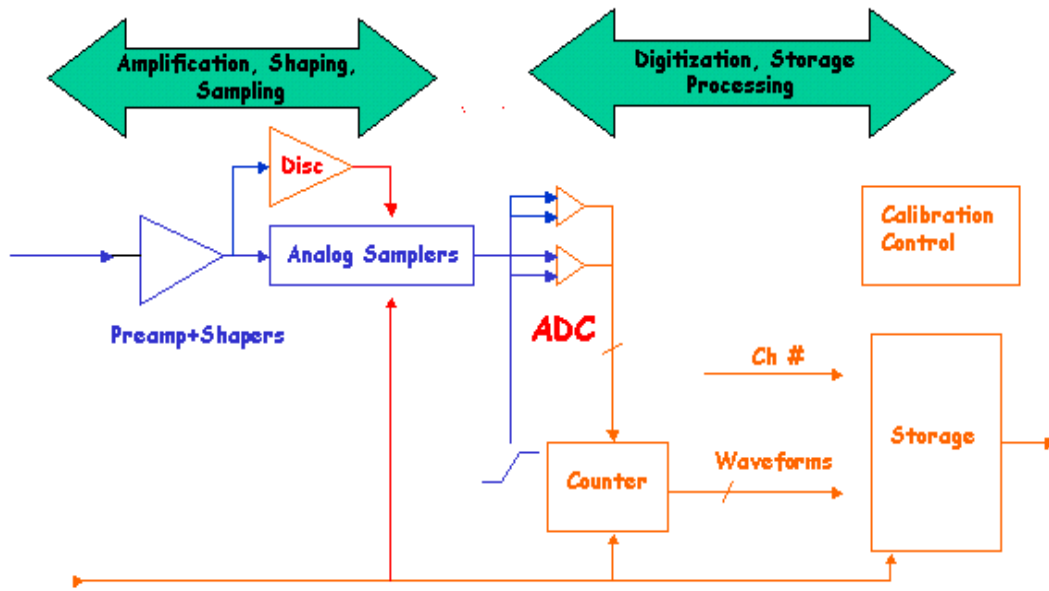 Amplification, Shaping,
Sampling
Digitization, Storage
Processing
Disc
Calibration
Control
Analog Samplers
Preamp+Shapers
ADC
Ch #
Storage
Waveforms
Counter